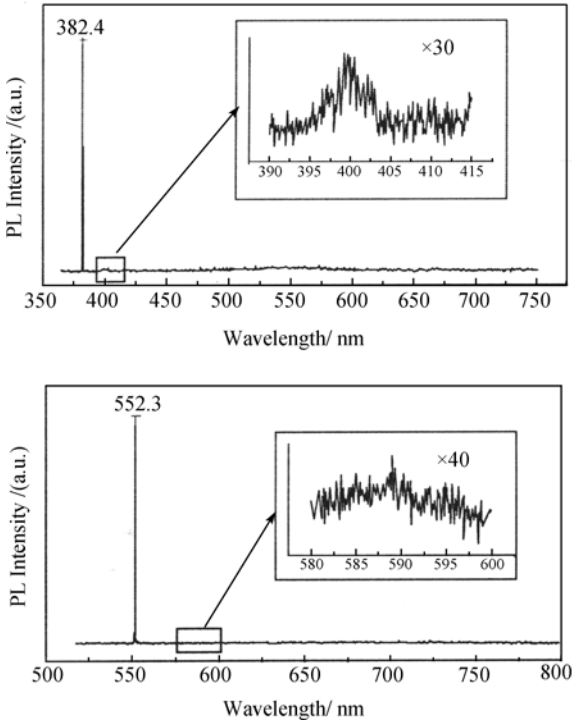 382.4
×30
390 395 400 405 410 415
PL Intensity /(a.u.)
350 400 450 500 550 600 650 700 750
Wavelength/ nm
552.3
×40
580 585 590 595 600
PL Intensity /(a.u.)
500 550 600 650 700 750 800
Wavelength/ nm